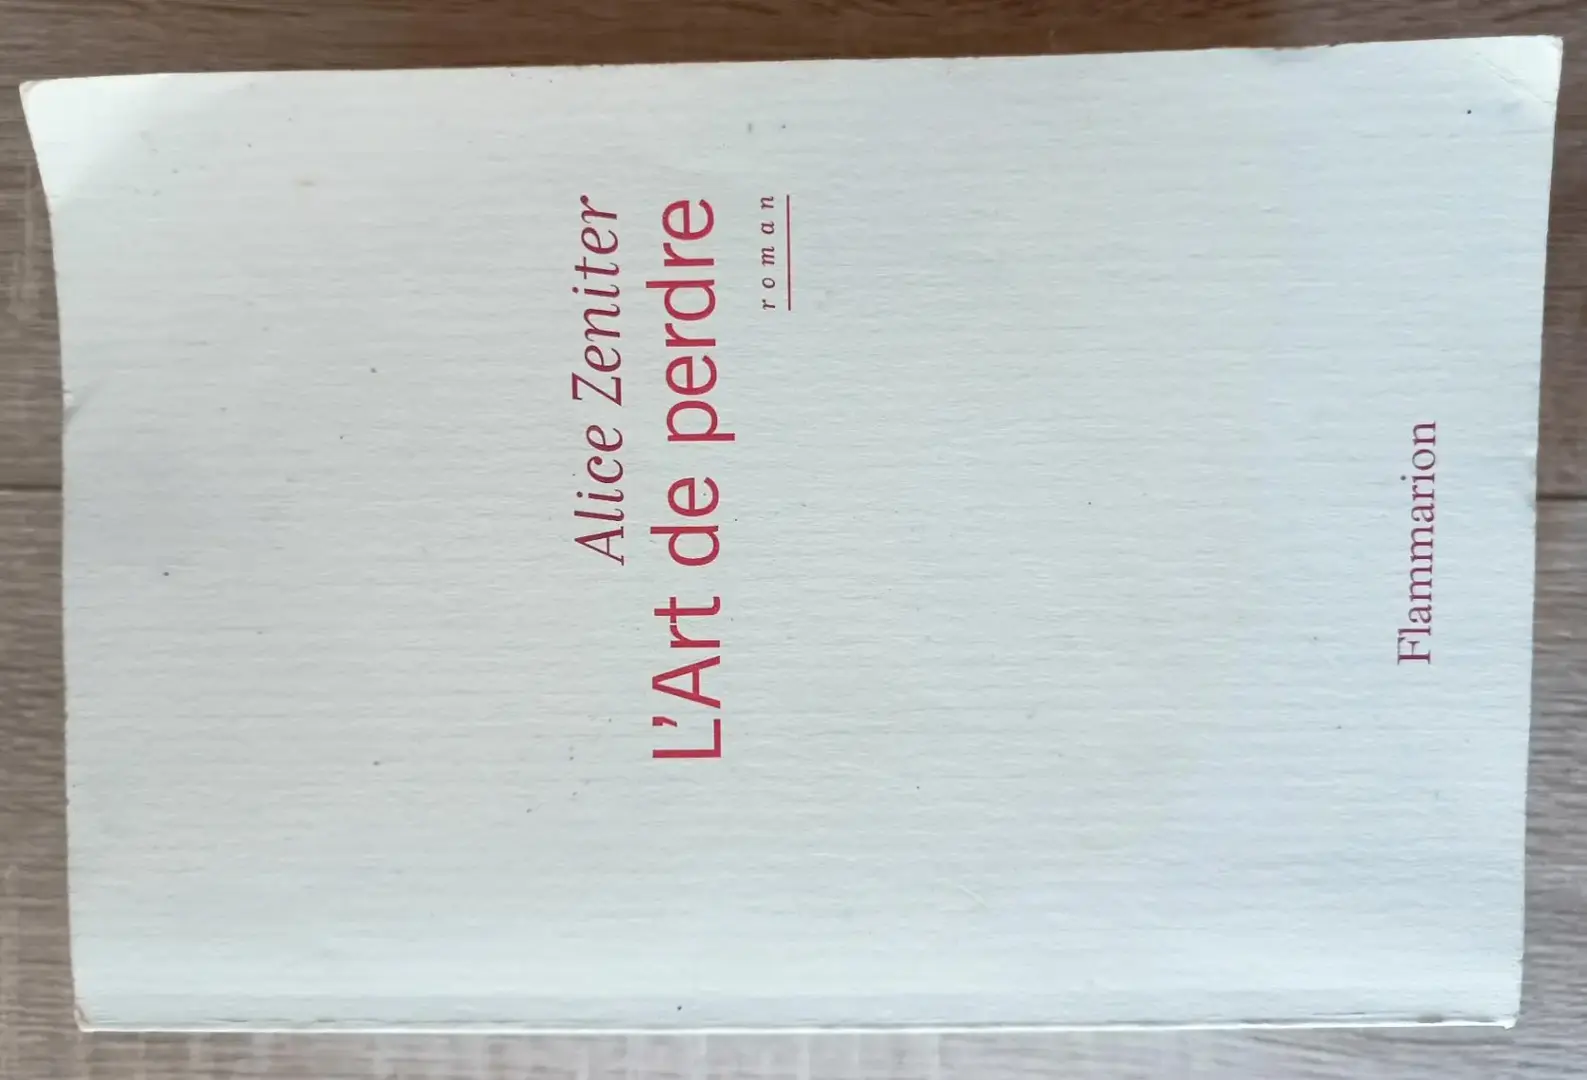 Alice Zeniter
L'Art de perdre
roman
Flammarion